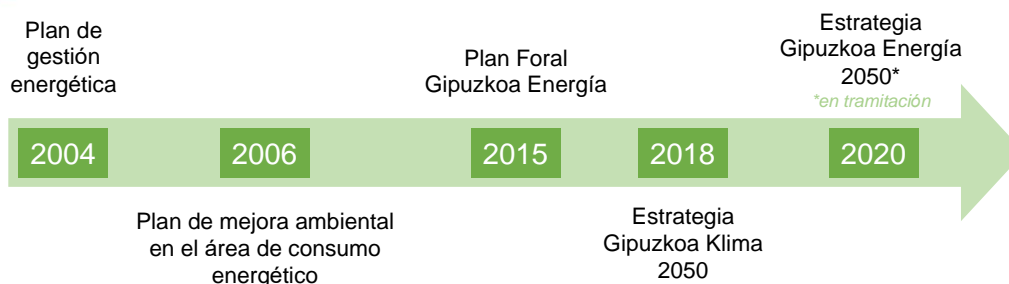 Plan de
gestión
energética
Plan Foral
Gipuzkoa Energía
Estrategia
Gipuzkoa Energía
2050*
*en tramitación
2004
2006
2015
2018
2020
Plan de mejora ambiental
en el área de consumo
energético
Estrategia
Gipuzkoa Klima
2050